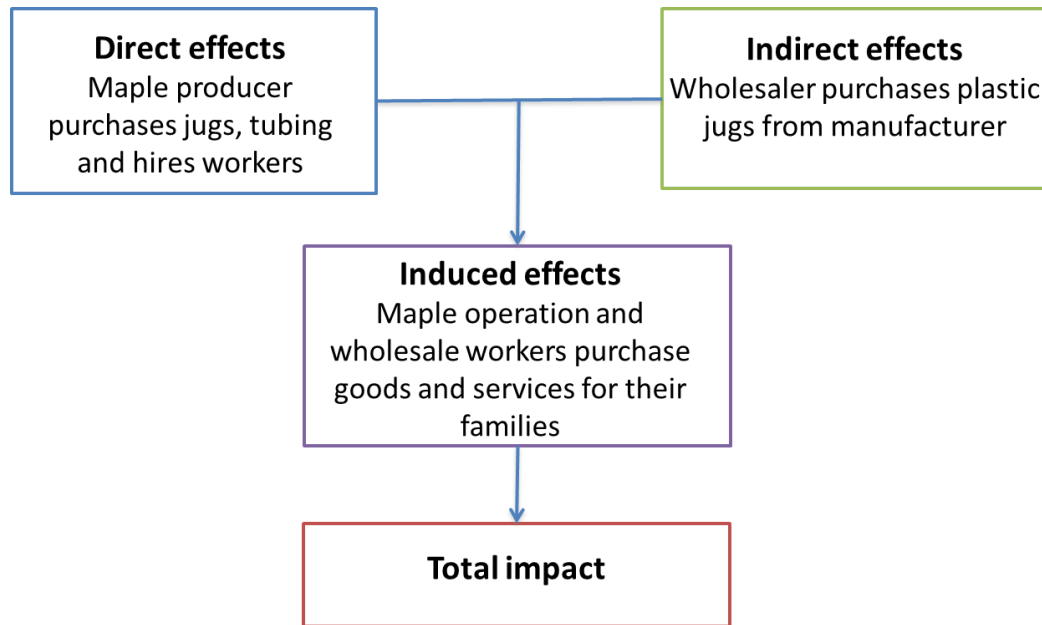 Direct effects
Maple producer
purchases jugs, tubing
and hires workers
Indirect effects
Wholesaler purchases plastic
jugs from manufacturer
Induced effects
Maple operation and
wholesale workers purchase
goods and services for their
families
Total impact